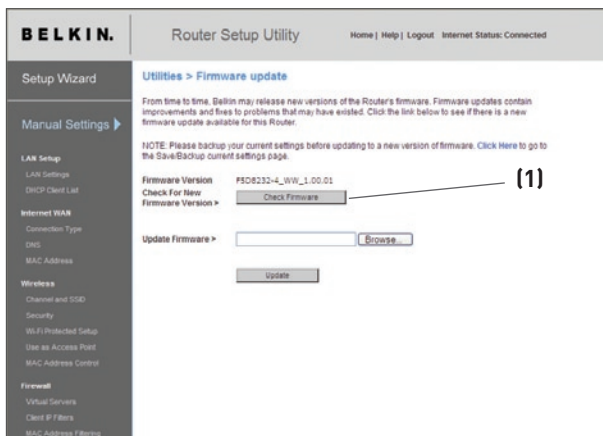 BELKIN.
Router Setup Utility
Home | Help | Logout Internet Status: Connected
Setup Wizard
Manual Settings
LAN Setup
LAN Settings
DHCP Client List
Internet WAN
Connection Type
DNS
MAC Address
Wireless
Channel and SSID
Security
Wi-Fi Protected Setup
Use as Access Point
MAC Address Control
Firewall
Virtual Servers
Client IP Filters
MAC Address Filtering
Utilities > Firmware update
From time to time, Belkin may release new versions of the Router's firmware. Firmware updates contain
improvements and fixes to problems that may have existed. Click the link below to see if there is a new
firmware update available for this Router.
NOTE: Please backup your current settings before updating to a new version of firmware. Click Here to go to
the Save/Backup current settings page.
Firmware Version F5D8232-4_WW_1.00.01
Check For New
Firmware Version > Check Firmware
(1)
Update Firmware > Browse...
Update